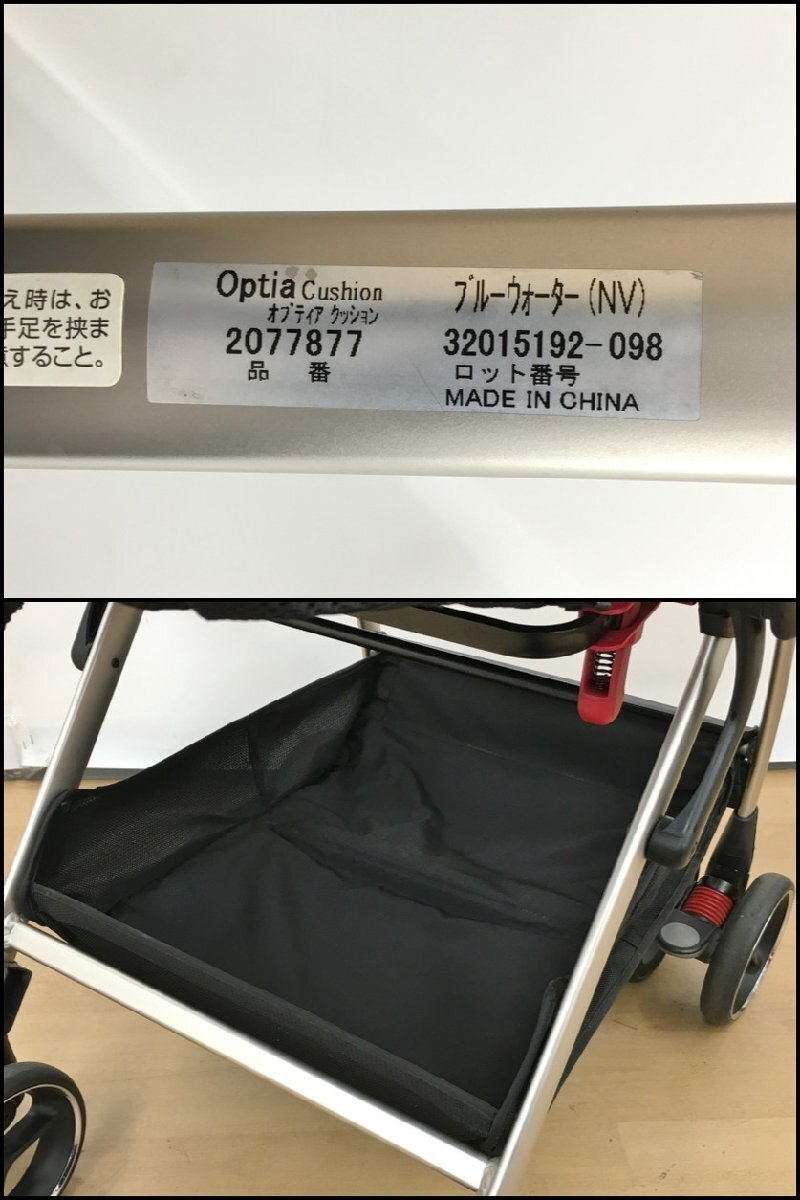 え時は、お
手足を挟ま
意すること。
Optia Cushion
オプティア クッション
2077877
品 番
ブルーウォーター(NV)
32015192-098
ロット番号
MADE IN CHINA